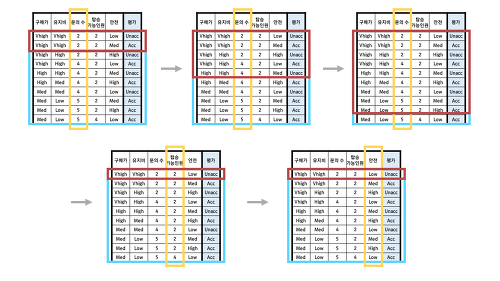 구매가 유지비 문의 수 탑승 가능인원 안전 평가
Vhigh Vhigh 2 2 Low Unacc
Vhigh Vhigh 2 2 Med Acc
Vhigh High 2 2 High Unacc
Vhigh High 4 2 Low Acc
High High 4 2 Med Unacc
High Med 4 2 High Acc
Med Med 4 2 Low Unacc
Med Low 5 2 Med Acc
Med Low 5 2 High Acc
Med Low 5 4 Low Acc
구매가 유지비 문의 수 탑승 가능인원 안전 평가
Vhigh Vhigh 2 2 Low Unacc
Vhigh Vhigh 2 2 Med Acc
Vhigh High 2 2 High Unacc
Vhigh High 4 2 Low Acc
High High 4 2 Med Unacc
High Med 4 2 High Acc
Med Med 4 2 Low Unacc
Med Low 5 2 Med Acc
Med Low 5 2 High Acc
Med Low 5 4 Low Acc
구매가 유지비 문의 수 탑승 가능인원 안전 평가
Vhigh Vhigh 2 2 Low Unacc
Vhigh Vhigh 2 2 Med Acc
Vhigh High 2 2 High Unacc
Vhigh High 4 2 Low Acc
High High 4 2 Med Unacc
High Med 4 2 High Acc
Med Med 4 2 Low Unacc
Med Low 5 2 Med Acc
Med Low 5 2 High Acc
Med Low 5 4 Low Acc
구매가 유지비 문의 수 탑승 가능인원 안전 평가
Vhigh Vhigh 2 2 Low Unacc
Vhigh Vhigh 2 2 Med Acc
Vhigh High 2 2 High Unacc
Vhigh High 4 2 Low Acc
High High 4 2 Med Unacc
High Med 4 2 High Acc
Med Med 4 2 Low Unacc
Med Low 5 2 Med Acc
Med Low 5 2 High Acc
Med Low 5 4 Low Acc
구매가 유지비 문의 수 탑승 가능인원 안전 평가
Vhigh Vhigh 2 2 Low Unacc
Vhigh Vhigh 2 2 Med Acc
Vhigh High 2 2 High Unacc
Vhigh High 4 2 Low Acc
High High 4 2 Med Unacc
High Med 4 2 High Acc
Med Med 4 2 Low Unacc
Med Low 5 2 Med Acc
Med Low 5 2 High Acc
Med Low 5 4 Low Acc